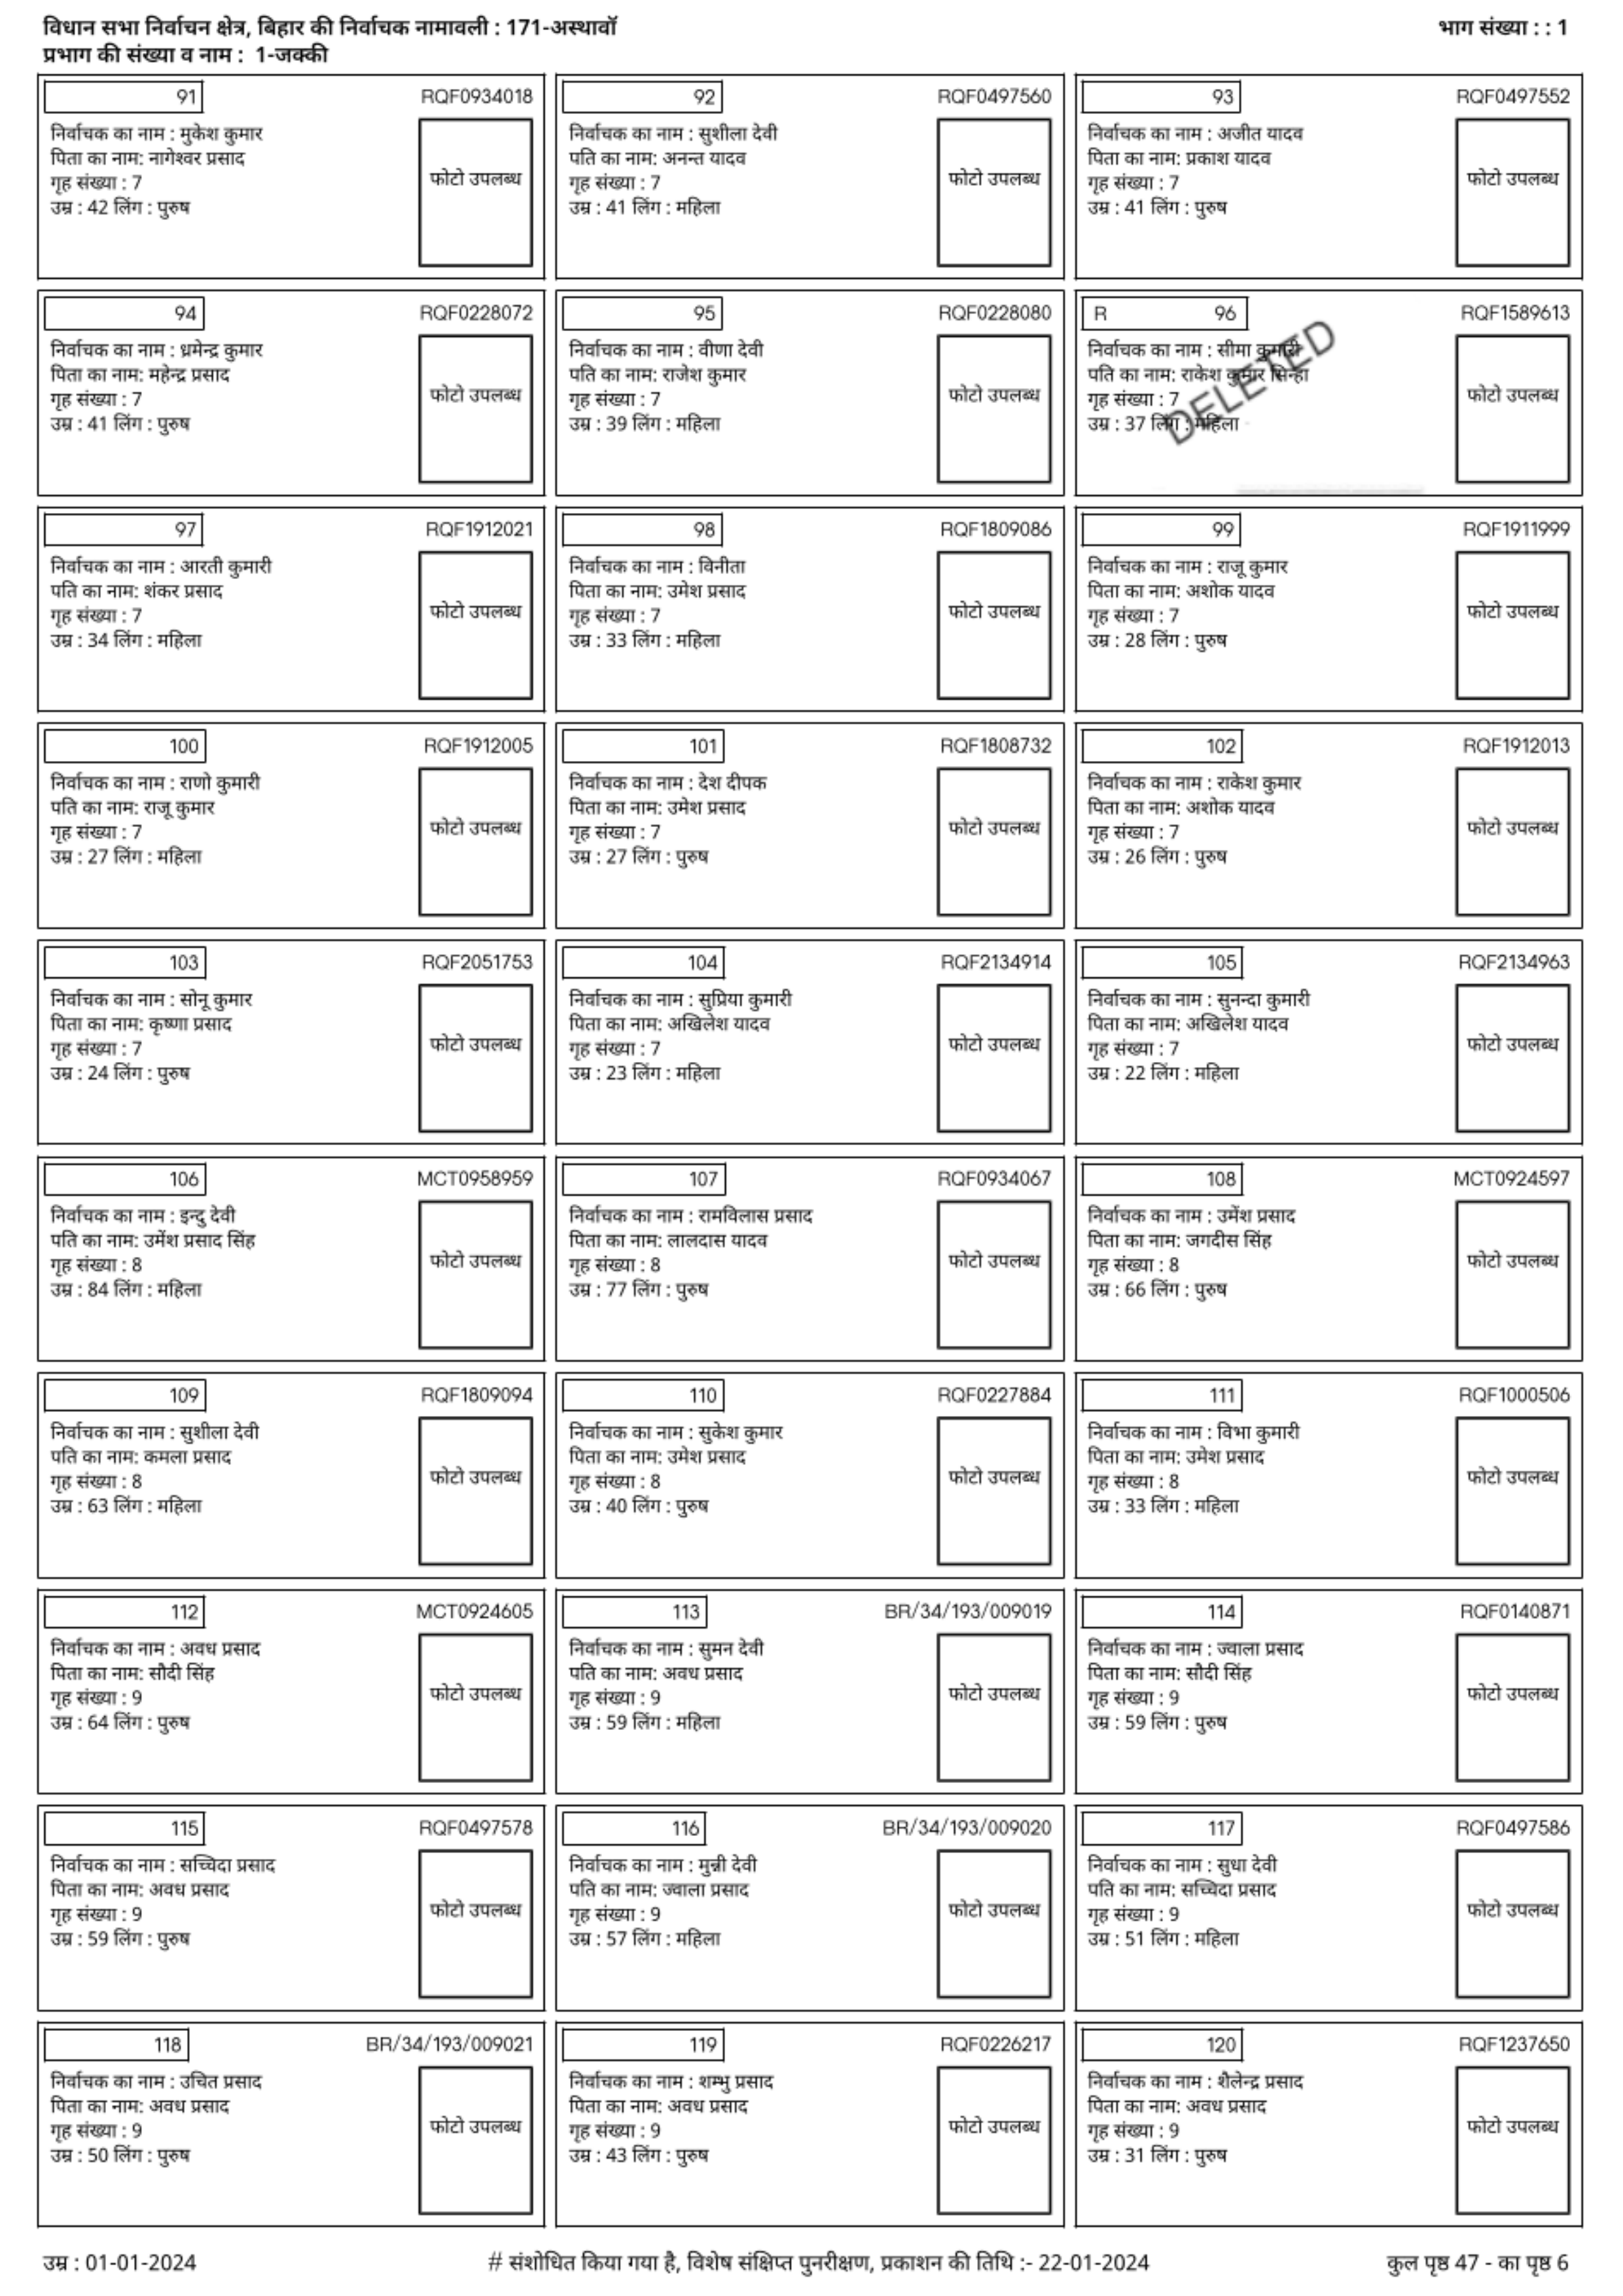 विधान सभा निर्वाचन क्षेत्र, बिहार की निर्वाचक नामावली : 171-अस्थावॉ
भाग संख्या : : 1
प्रभाग की संख्या व नाम : 1-जक्की
91
RQF0934018
निर्वाचक का नाम : मुकेश कुमार
पिता का नाम: नागेश्वर प्रसाद
गृह संख्या : 7
उम्र : 42 लिंग : पुरुष
फोटो उपलब्ध
92
RQF0497560
निर्वाचक का नाम : सुशीला देवी
पति का नाम: अनन्त यादव
गृह संख्या : 7
उम्र : 41 लिंग : महिला
फोटो उपलब्ध
93
RQF0497552
निर्वाचक का नाम : अजीत यादव
पिता का नाम: प्रकाश यादव
गृह संख्या : 7
उम्र : 41 लिंग : पुरुष
फोटो उपलब्ध
94
RQF0228072
निर्वाचक का नाम : ध्रमेन्द्र कुमार
पिता का नाम: महेन्द्र प्रसाद
गृह संख्या : 7
उम्र : 41 लिंग : पुरुष
फोटो उपलब्ध
95
RQF0228080
निर्वाचक का नाम : वीणा देवी
पति का नाम: राजेश कुमार
गृह संख्या : 7
उम्र : 39 लिंग : महिला
फोटो उपलब्ध
R 96
RQF1589613
निर्वाचक का नाम : सीमा कुमारी
पति का नाम: राकेश कुमार सिन्हा
गृह संख्या : 7
उम्र : 37 लिंग : महिला
फोटो उपलब्ध
DELETED
97
RQF1912021
निर्वाचक का नाम : आरती कुमारी
पति का नाम: शंकर प्रसाद
गृह संख्या : 7
उम्र : 34 लिंग : महिला
फोटो उपलब्ध
98
RQF1809086
निर्वाचक का नाम : विनीता
पिता का नाम: उमेश प्रसाद
गृह संख्या : 7
उम्र : 33 लिंग : महिला
फोटो उपलब्ध
99
RQF1911999
निर्वाचक का नाम : राजू कुमार
पिता का नाम: अशोक यादव
गृह संख्या : 7
उम्र : 28 लिंग : पुरुष
फोटो उपलब्ध
100
RQF1912005
निर्वाचक का नाम : राणो कुमारी
पति का नाम: राजू कुमार
गृह संख्या : 7
उम्र : 27 लिंग : महिला
फोटो उपलब्ध
101
RQF1808732
निर्वाचक का नाम : देश दीपक
पिता का नाम: उमेश प्रसाद
गृह संख्या : 7
उम्र : 27 लिंग : पुरुष
फोटो उपलब्ध
102
RQF1912013
निर्वाचक का नाम : राकेश कुमार
पिता का नाम: अशोक यादव
गृह संख्या : 7
उम्र : 26 लिंग : पुरुष
फोटो उपलब्ध
103
RQF2051753
निर्वाचक का नाम : सोनू कुमार
पिता का नाम: कृष्णा प्रसाद
गृह संख्या : 7
उम्र : 24 लिंग : पुरुष
फोटो उपलब्ध
104
RQF2134914
निर्वाचक का नाम : सुप्रिया कुमारी
पिता का नाम: अखिलेश यादव
गृह संख्या : 7
उम्र : 23 लिंग : महिला
फोटो उपलब्ध
105
RQF2134963
निर्वाचक का नाम : सुनन्दा कुमारी
पिता का नाम: अखिलेश यादव
गृह संख्या : 7
उम्र : 22 लिंग : महिला
फोटो उपलब्ध
106
MCT0958959
निर्वाचक का नाम : इन्दु देवी
पति का नाम: उमेंश प्रसाद सिंह
गृह संख्या : 8
उम्र : 84 लिंग : महिला
फोटो उपलब्ध
107
RQF0934067
निर्वाचक का नाम : रामविलास प्रसाद
पिता का नाम: लालदास यादव
गृह संख्या : 8
उम्र : 77 लिंग : पुरुष
फोटो उपलब्ध
108
MCT0924597
निर्वाचक का नाम : उमेंश प्रसाद
पिता का नाम: जगदीस सिंह
गृह संख्या : 8
उम्र : 66 लिंग : पुरुष
फोटो उपलब्ध
109
RQF1809094
निर्वाचक का नाम : सुशीला देवी
पति का नाम: कमला प्रसाद
गृह संख्या : 8
उम्र : 63 लिंग : महिला
फोटो उपलब्ध
110
RQF0227884
निर्वाचक का नाम : सुकेश कुमार
पिता का नाम: उमेश प्रसाद
गृह संख्या : 8
उम्र : 40 लिंग : पुरुष
फोटो उपलब्ध
111
RQF1000506
निर्वाचक का नाम : विभा कुमारी
पिता का नाम: उमेश प्रसाद
गृह संख्या : 8
उम्र : 33 लिंग : महिला
फोटो उपलब्ध
112
MCT0924605
निर्वाचक का नाम : अवध प्रसाद
पिता का नाम: सौदी सिंह
गृह संख्या : 9
उम्र : 64 लिंग : पुरुष
फोटो उपलब्ध
113
BR/34/193/009019
निर्वाचक का नाम : सुमन देवी
पति का नाम: अवध प्रसाद
गृह संख्या : 9
उम्र : 59 लिंग : महिला
फोटो उपलब्ध
114
RQF0140871
निर्वाचक का नाम : ज्वाला प्रसाद
पिता का नाम: सौदी सिंह
गृह संख्या : 9
उम्र : 59 लिंग : पुरुष
फोटो उपलब्ध
115
RQF0497578
निर्वाचक का नाम : सच्चिदा प्रसाद
पिता का नाम: अवध प्रसाद
गृह संख्या : 9
उम्र : 59 लिंग : पुरुष
फोटो उपलब्ध
116
BR/34/193/009020
निर्वाचक का नाम : मुन्नी देवी
पति का नाम: ज्वाला प्रसाद
गृह संख्या : 9
उम्र : 57 लिंग : महिला
फोटो उपलब्ध
117
RQF0497586
निर्वाचक का नाम : सुधा देवी
पति का नाम: सच्चिदा प्रसाद
गृह संख्या : 9
उम्र : 51 लिंग : महिला
फोटो उपलब्ध
118
BR/34/193/009021
निर्वाचक का नाम : उचित प्रसाद
पिता का नाम: अवध प्रसाद
गृह संख्या : 9
उम्र : 50 लिंग : पुरुष
फोटो उपलब्ध
119
RQF0226217
निर्वाचक का नाम : शम्भु प्रसाद
पिता का नाम: अवध प्रसाद
गृह संख्या : 9
उम्र : 43 लिंग : पुरुष
फोटो उपलब्ध
120
RQF1237650
निर्वाचक का नाम : शैलेन्द्र प्रसाद
पिता का नाम: अवध प्रसाद
गृह संख्या : 9
उम्र : 31 लिंग : पुरुष
फोटो उपलब्ध
उम्र : 01-01-2024
# संशोधित किया गया है, विशेष संक्षिप्त पुनरीक्षण, प्रकाशन की तिथि :- 22-01-2024
कुल पृष्ठ 47 - का पृष्ठ 6